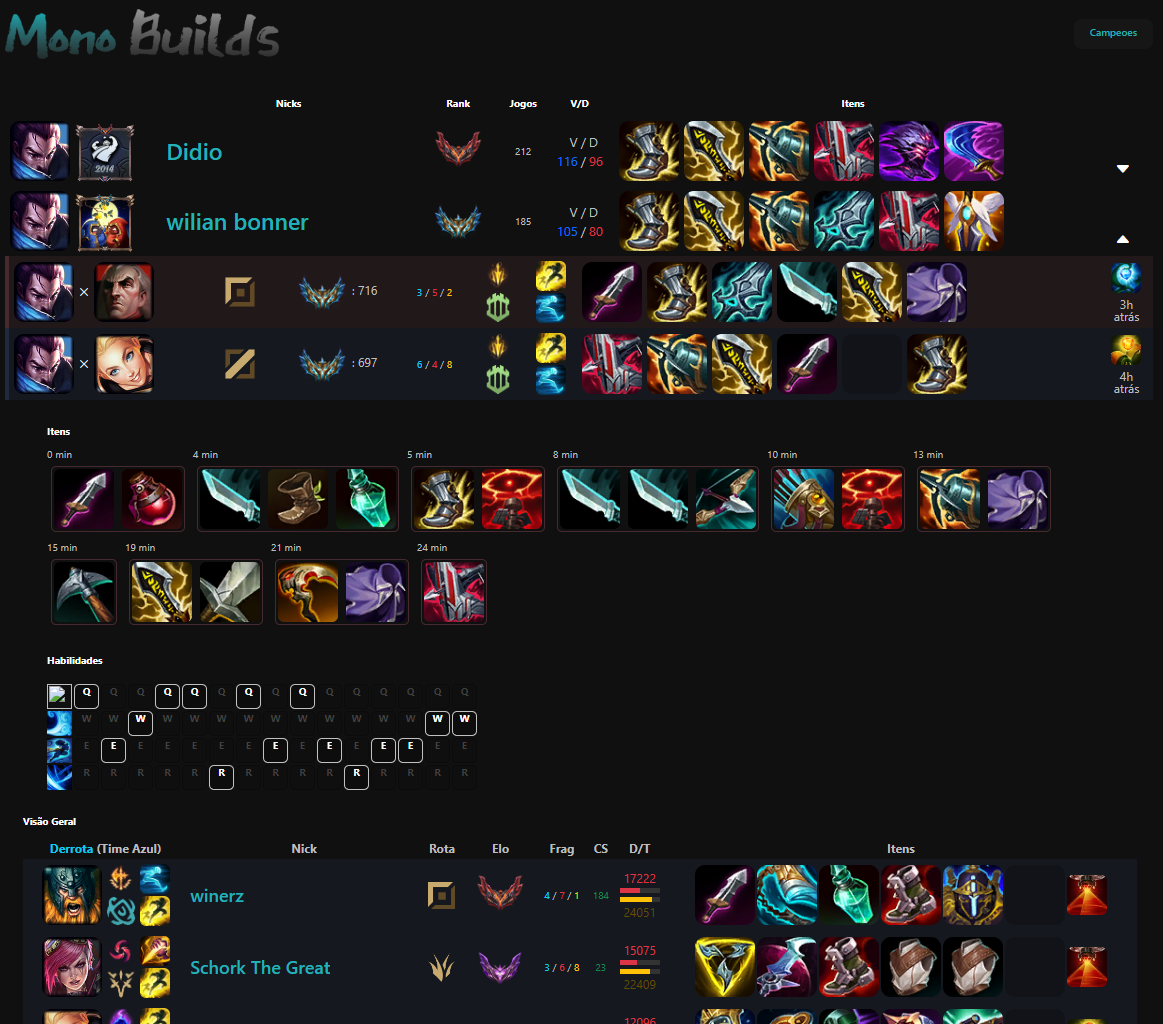 Mono Builds
Campeoes
Nicks Rank Jogos V/D Itens
2014
Didio 212 V / D
116 / 96
wilian bonner 185 V / D
105 / 80
× : 716 3 / 5 / 2 3h
atrás
× : 697 6 / 4 / 8 4h
atrás
Itens
0 min 4 min 5 min 8 min 10 min 13 min
15 min 19 min 21 min 24 min
Habilidades
Q Q Q Q Q Q Q Q Q Q Q Q Q Q Q
W W W W W W W W W W W W W W W
E E E E E E E E E E E E E E E
R R R R R R R R R R R R R R R
Visão Geral
Derrota (Time Azul) Nick Rota Elo Frag CS D/T Itens
winerz 4 / 7 / 1 184 17222
24051
Schork The Great 3 / 6 / 8 23 15075
22409
12096